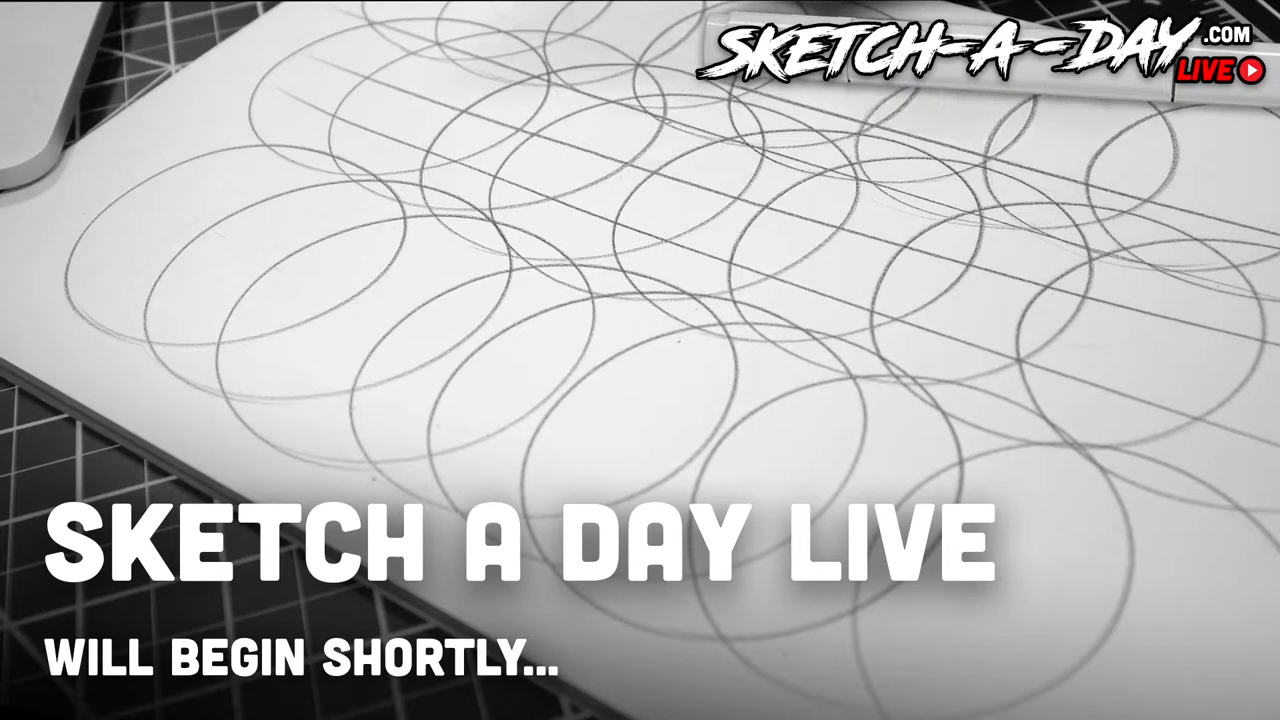 SKETCH-A-DAY.COM
LIVE
SKETCH A DAY LIVE
WILL BEGIN SHORTLY...